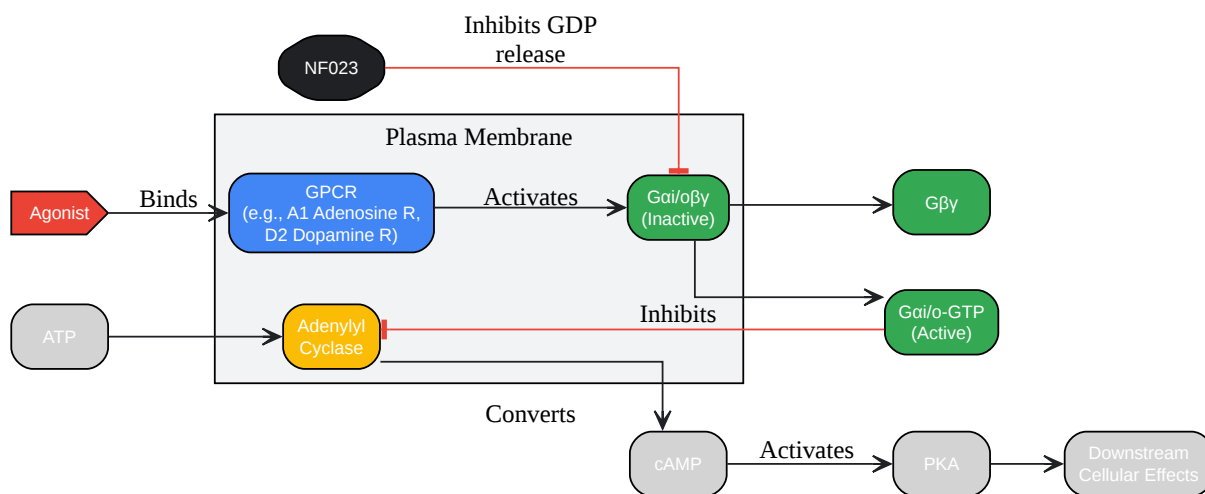 Inhibits GDP
release
NF023
Plasma Membrane
Agonist
Binds
GPCR
(e.g., A1 Adenosine R,
D2 Dopamine R)
Activates
Gαi/oβγ
(Inactive)
Gβγ
ATP
Adenylyl
Cyclase
Inhibits
Gαi/o-GTP
(Active)
Converts
cAMP
Activates
PKA
Downstream
Cellular Effects